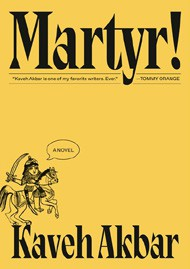 Martyr!
"Kaveh Akbar is one of my favorite writers. Ever." —TOMMY ORANGE
A NOVEL
Kaveh Akbar